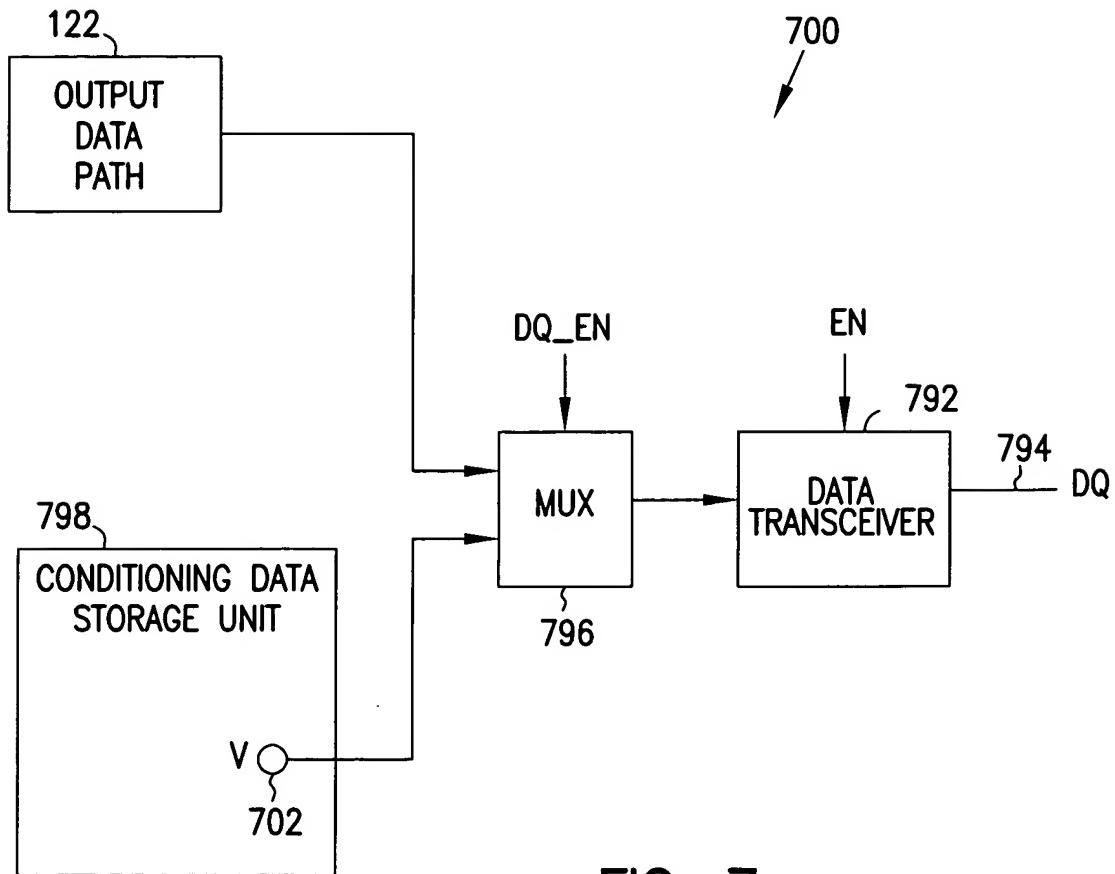 122
700
OUTPUT
DATA
PATH
DQ_EN
EN
792
794
DQ
MUX
DATA
TRANSCEIVER
796
798
CONDITIONING DATA
STORAGE UNIT
V
702